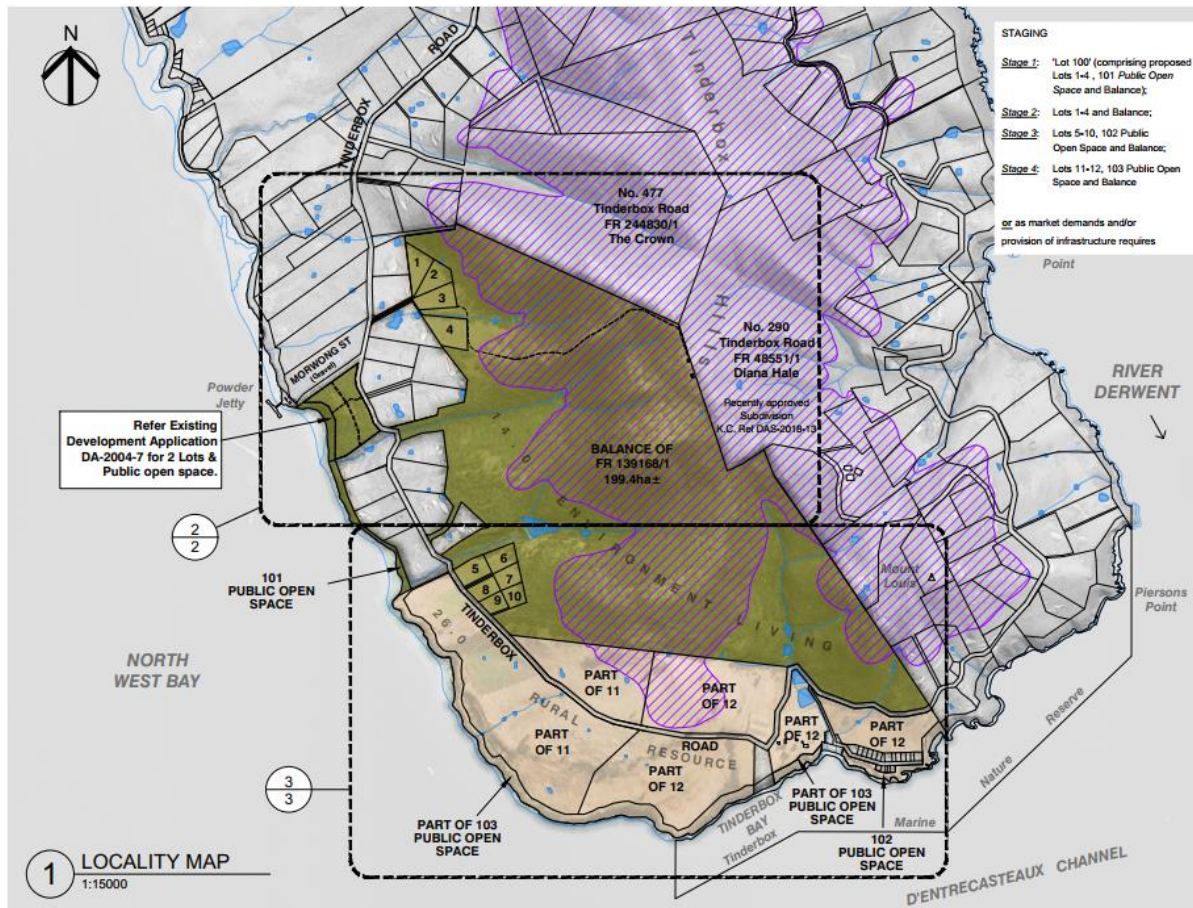 N
TINDERBOX
ROAD
Tinderbox
Hills
STAGING
Stage 1: 'Lot 100' (comprising proposed
Lots 1-4 , 101 Public Open
Space and Balance);
Stage 2: Lots 1-4 and Balance;
Stage 3: Lots 5-10, 102 Public
Open Space and Balance;
Stage 4: Lots 11-12, 103 Public Open
Space and Balance
or as market demands and/or
provision of infrastructure requires
Point
No. 477
Tinderbox Road
FR 244830/1
The Crown
1
2
3
4
No. 290
Tinderbox Road
FR 48551/1
Diana Hale
Recently approved
Subdivision
K.C. Ref DAS-2018-13
MORWONG ST
(Gravel)
Powder
Jetty
RIVER
DERWENT
Refer Existing
Development Application
DA-2004-7 for 2 Lots &
Public open space.
BALANCE OF
FR 139168/1
199.4ha±
14.0 ENVIRONMENT LIVING
2
2
101
PUBLIC OPEN
SPACE
5
6
7
8
9
10
Mount
Louis
Piersons
Point
TINDERBOX
ROAD
26.0 RURAL RESOURCE
NORTH
WEST BAY
PART
OF 11
PART
OF 12
PART
OF 12
PART
OF 12
PART
OF 11
PART
OF 12
3
3
PART OF 103
PUBLIC OPEN
SPACE
TINDERBOX
BAY
PART OF 103
PUBLIC OPEN
SPACE
102
PUBLIC OPEN
SPACE
Tinderbox Marine Nature Reserve
D'ENTRECASTEAUX CHANNEL
1
LOCALITY MAP
1:15000